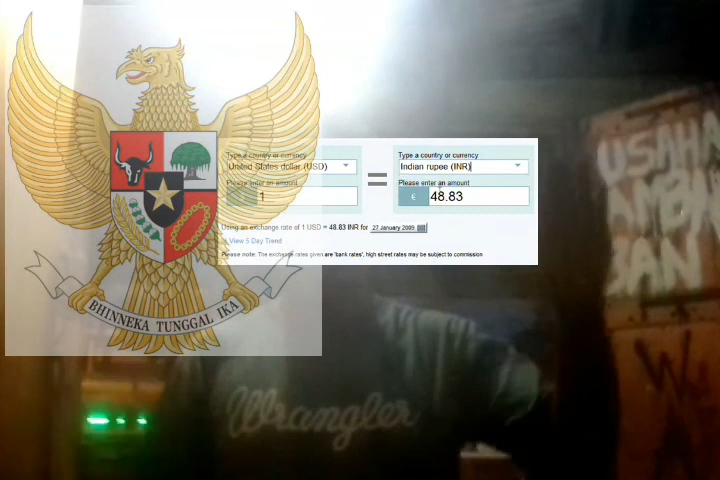 Type a country or currency
United States dollar (USD)
Please enter an amount
1
=
Type a country or currency
Indian rupee (INR)
Please enter an amount
€ 48.83
Using an exchange rate of 1 USD = 48.83 INR for 27 January 2009
View 5 Day Trend
Please note: The exchange rates given are 'bank rates', high street rates may be subject to commission
BHINNEKA TUNGGAL IKA
Wrangler
USAHA
BAN